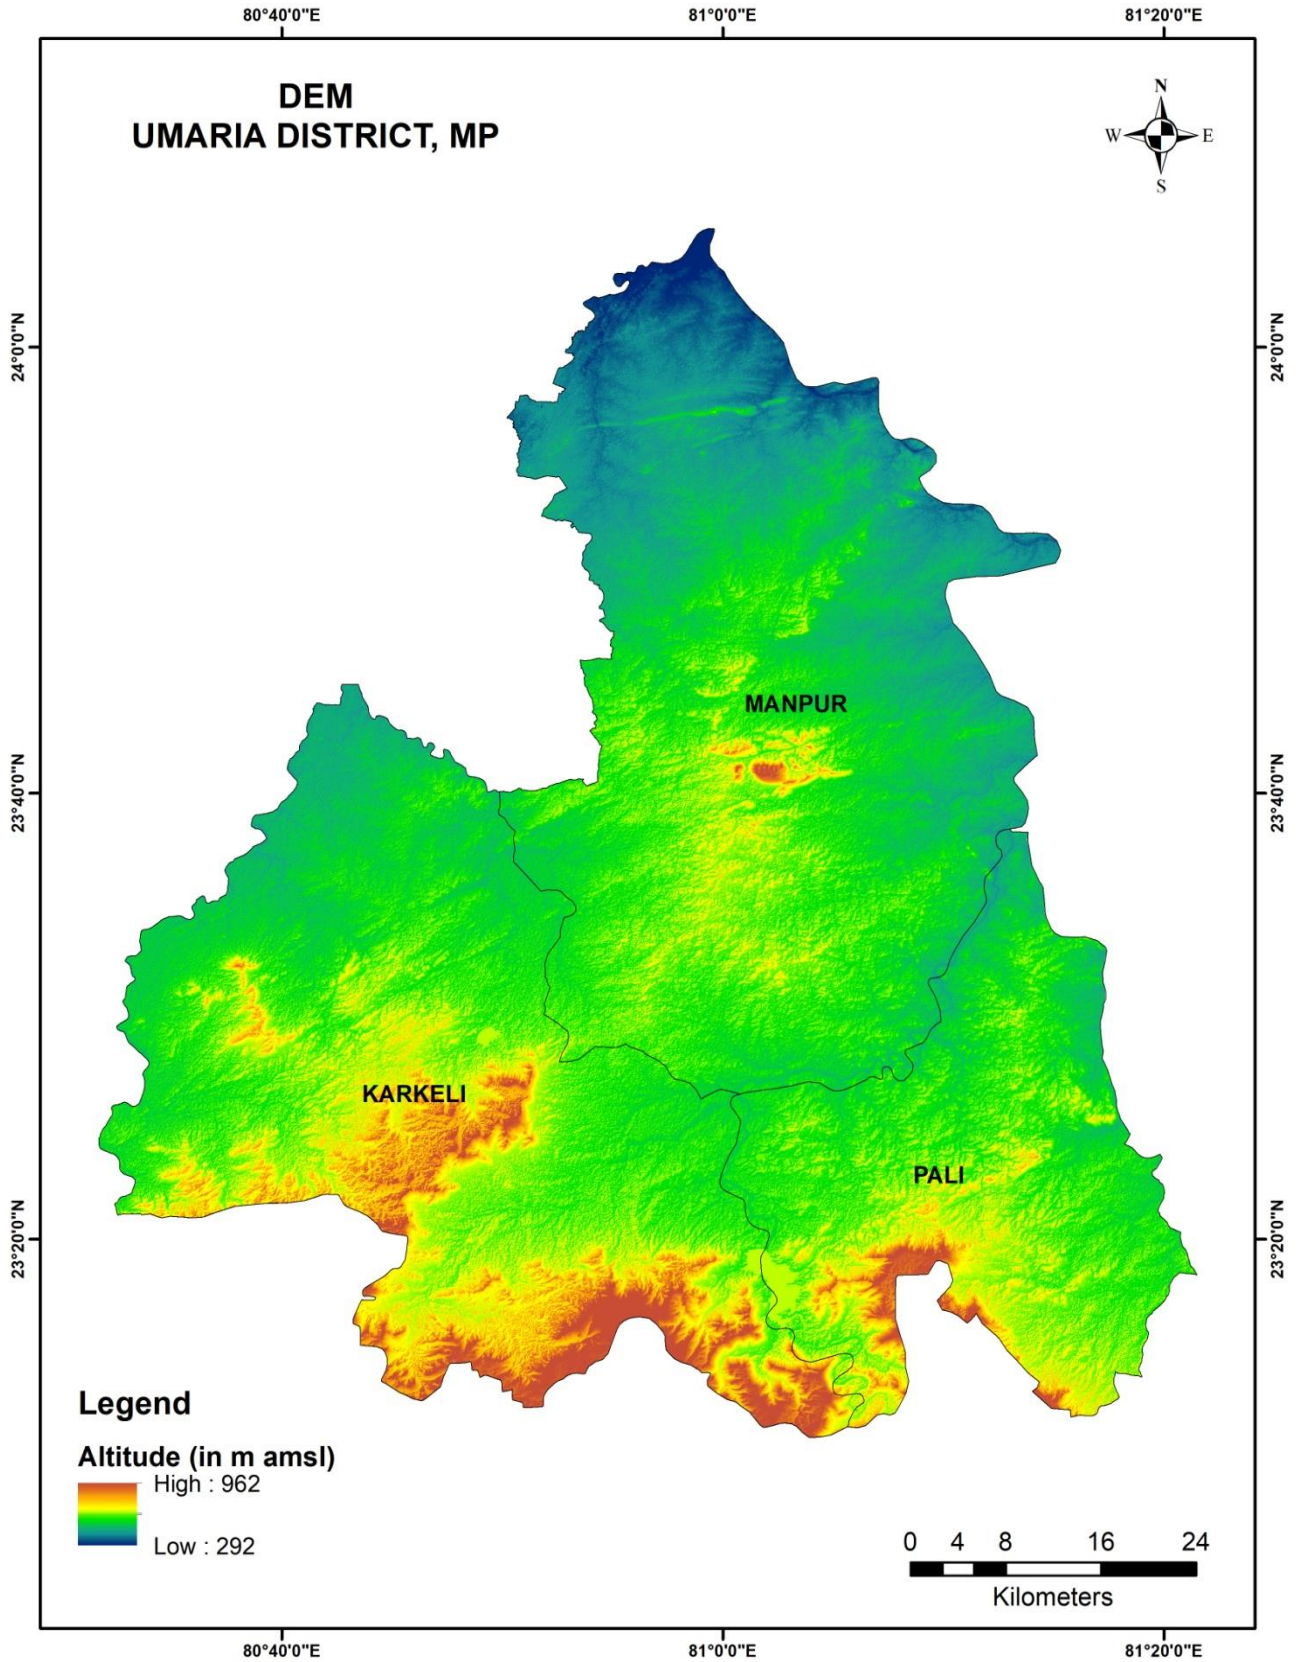 80°40'0"E 81°0'0"E 81°20'0"E
DEM
UMARIA DISTRICT, MP
N
W E
S
24°0'0"N 24°0'0"N
MANPUR
23°40'0"N 23°40'0"N
KARKELI
PALI
23°20'0"N 23°20'0"N
Legend
Altitude (in m amsl)
High : 962
Low : 292
0 4 8 16 24
Kilometers
80°40'0"E 81°0'0"E 81°20'0"E